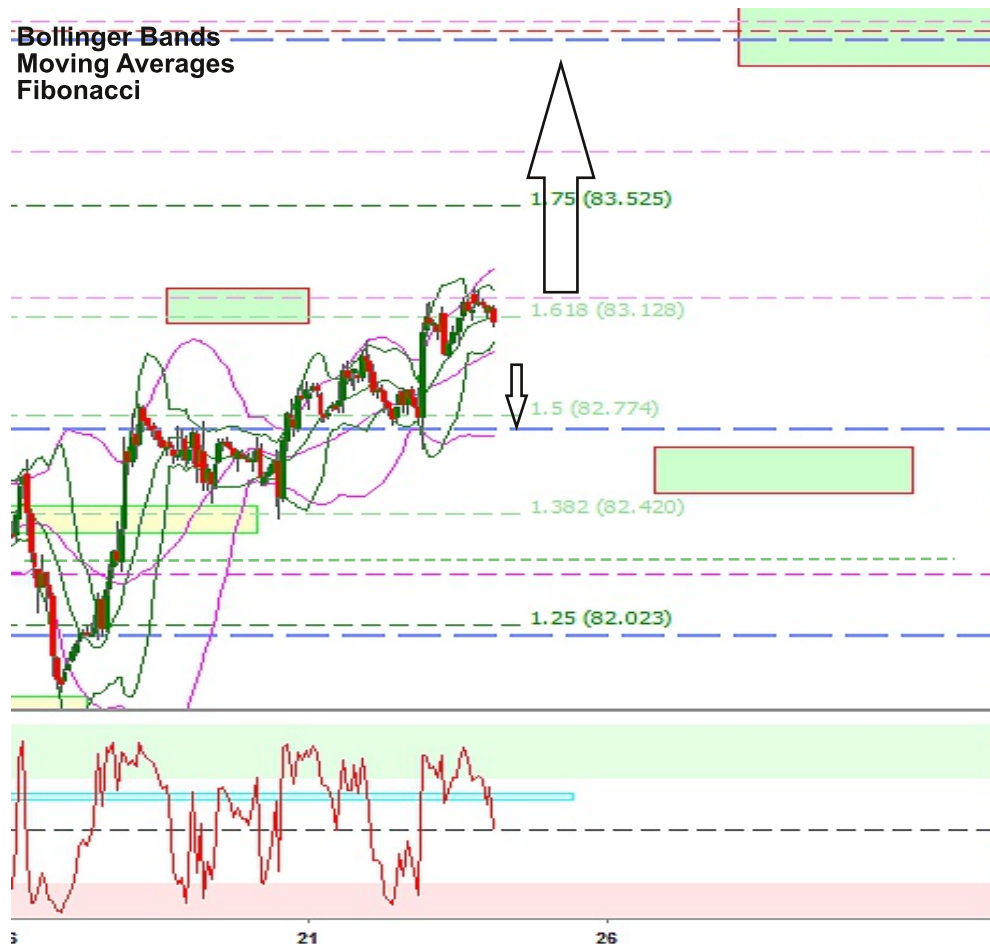 Bollinger Bands
Moving Averages
Fibonacci
1.75 (83.525)
1.618 (83.128)
1.5 (82.774)
1.382 (82.420)
1.25 (82.023)
21
26